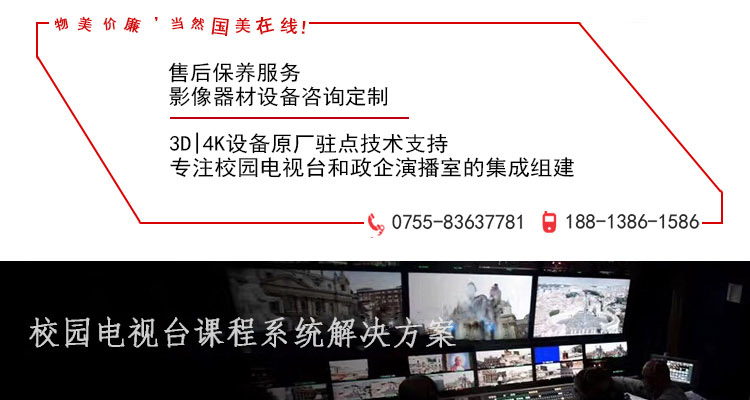 物美价廉，当然国美在线！
售后保养服务
影像器材设备咨询定制
3D|4K设备原厂驻点技术支持
专注校园电视台和政企演播室的集成组建
0755-83637781 188-1386-1586
校园电视台课程系统解决方案